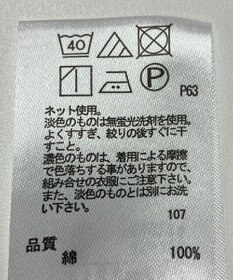 40
P
P63
ネット使用。
淡色のものは無蛍光洗剤を使用。
よくすすぎ、絞りの後すぐに干
すこと。
濃色のものは、着用による摩擦
で色落ちする事がありますので、
組み合せの衣服にご注意下さい。
また、淡色のものとは別にお洗
い下さい。
107
品質
綿 100%